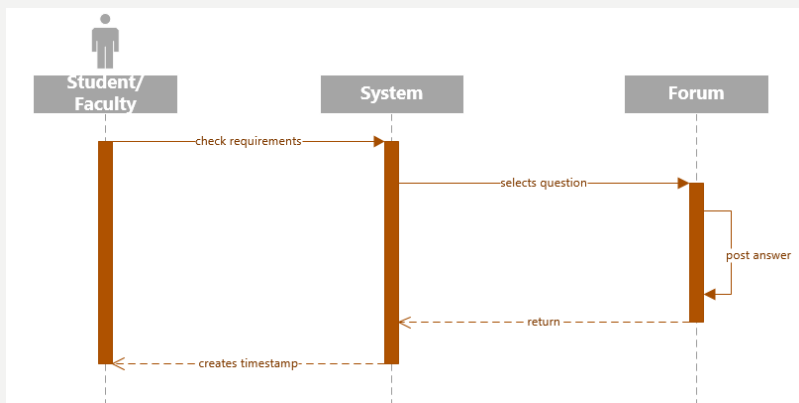 Student/
Faculty
System
Forum
check requirements
selects question
post answer
return
creates timestamp